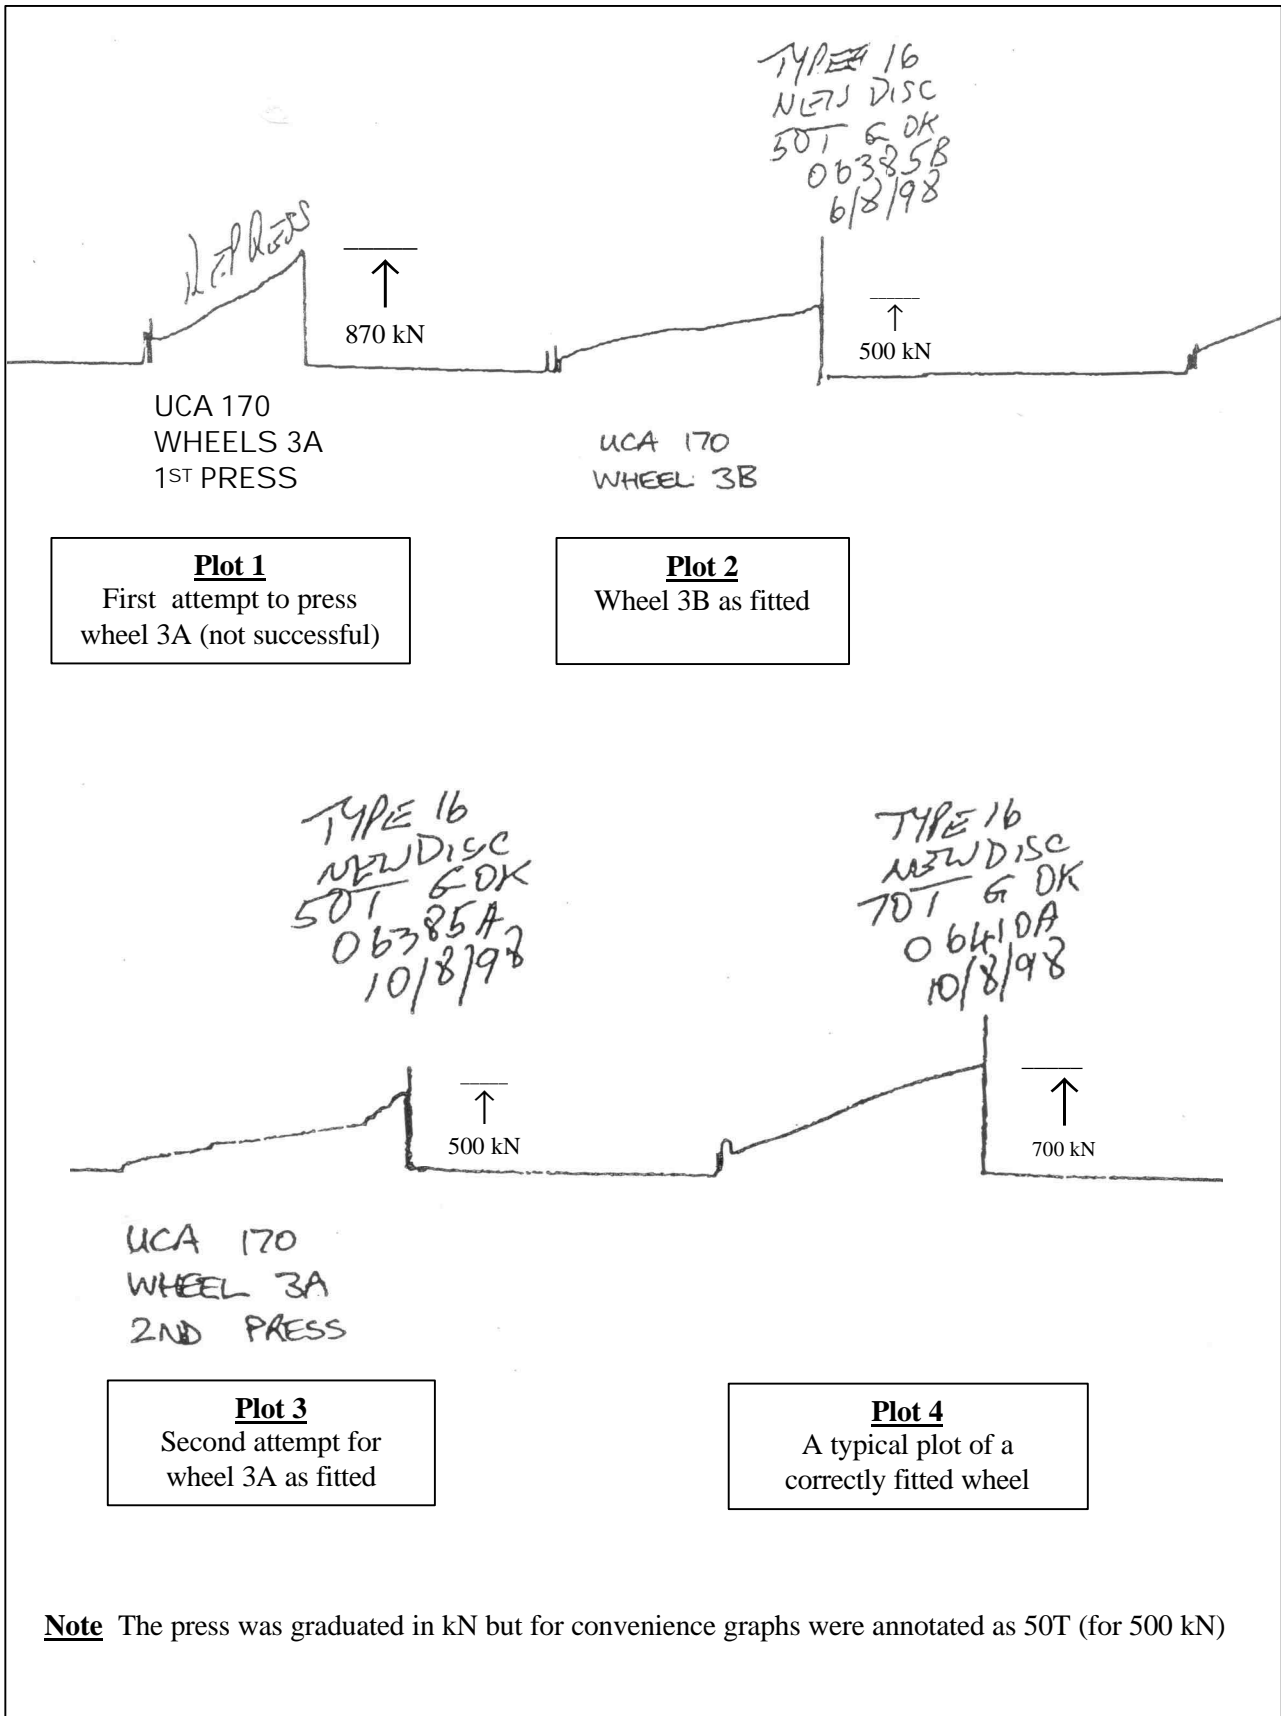 TYPE 16
NEW DISC
50T G OK
06385B
6/8/98
REPRESS
870 kN
500 kN
UCA 170
WHEELS 3A
1ST PRESS
UCA 170
WHEEL 3B
Plot 1
First attempt to press
wheel 3A (not successful)
Plot 2
Wheel 3B as fitted
TYPE 16
NEW DISC
50T G OK
06385A
10/8/98
TYPE 16
NEW DISC
70T G OK
06410A
10/8/98
500 kN
700 kN
UCA 170
WHEEL 3A
2ND PRESS
Plot 3
Second attempt for
wheel 3A as fitted
Plot 4
A typical plot of a
correctly fitted wheel
Note The press was graduated in kN but for convenience graphs were annotated as 50T (for 500 kN)